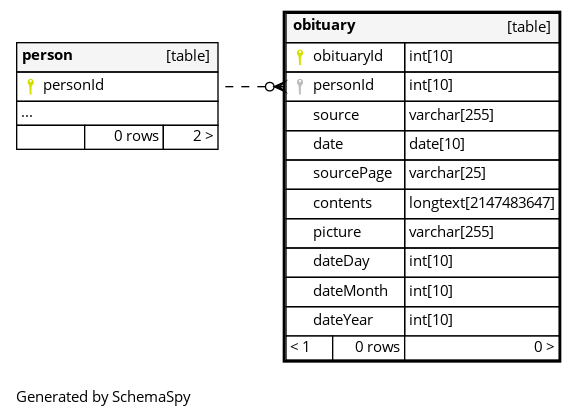 person [table]
personId
...
0 rows 2 >
obituary [table]
obituaryId int[10]
personId int[10]
source varchar[255]
date date[10]
sourcePage varchar[25]
contents longtext[2147483647]
picture varchar[255]
dateDay int[10]
dateMonth int[10]
dateYear int[10]
< 1 0 rows 0 >
Generated by SchemaSpy